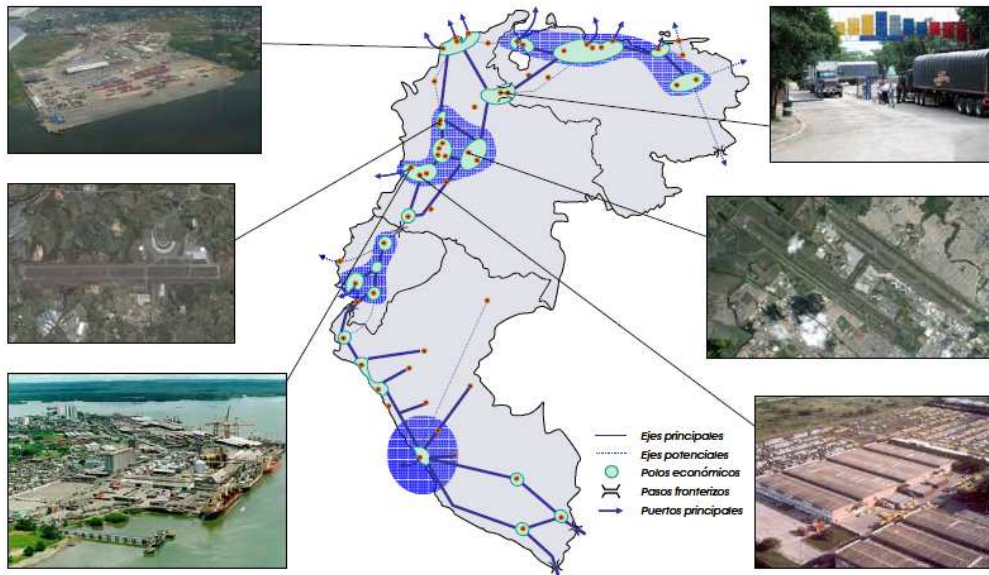 Ejes principales
Ejes potenciales
Polos económicos
Pasos fronterizos
Puertos principales